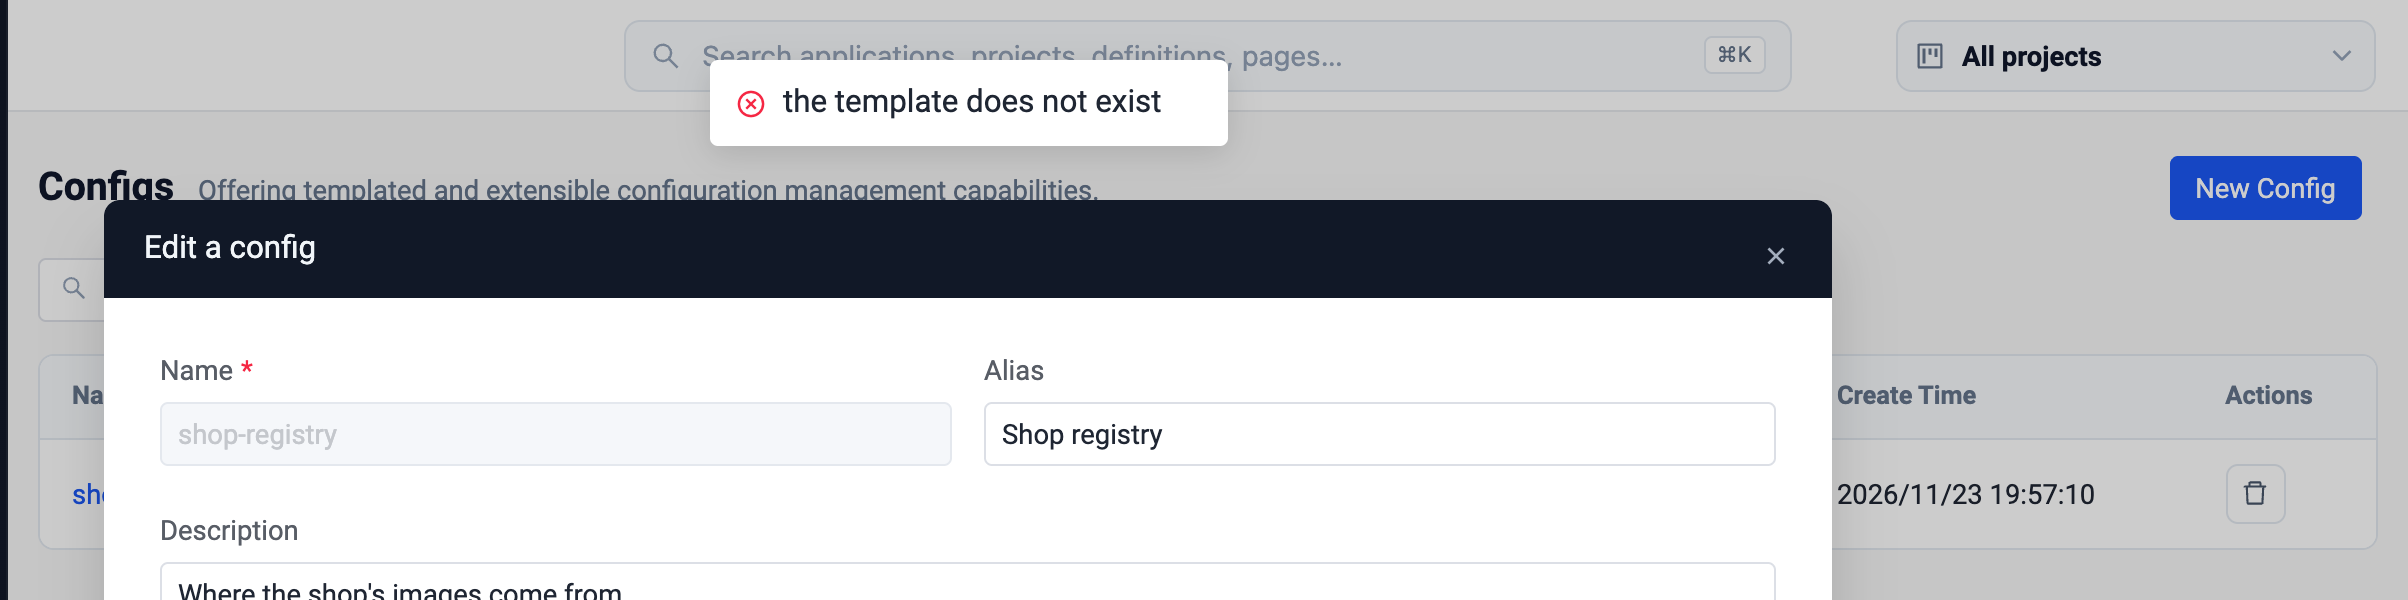 Search applications, projects, definitions, pages...
⌘K
All projects
the template does not exist
Configs
Offering templated and extensible configuration management capabilities.
New Config
Edit a config
Name *
Alias
shop-registry
Shop registry
Description
Where the shop's images come from
Create Time
Actions
2026/11/23 19:57:10